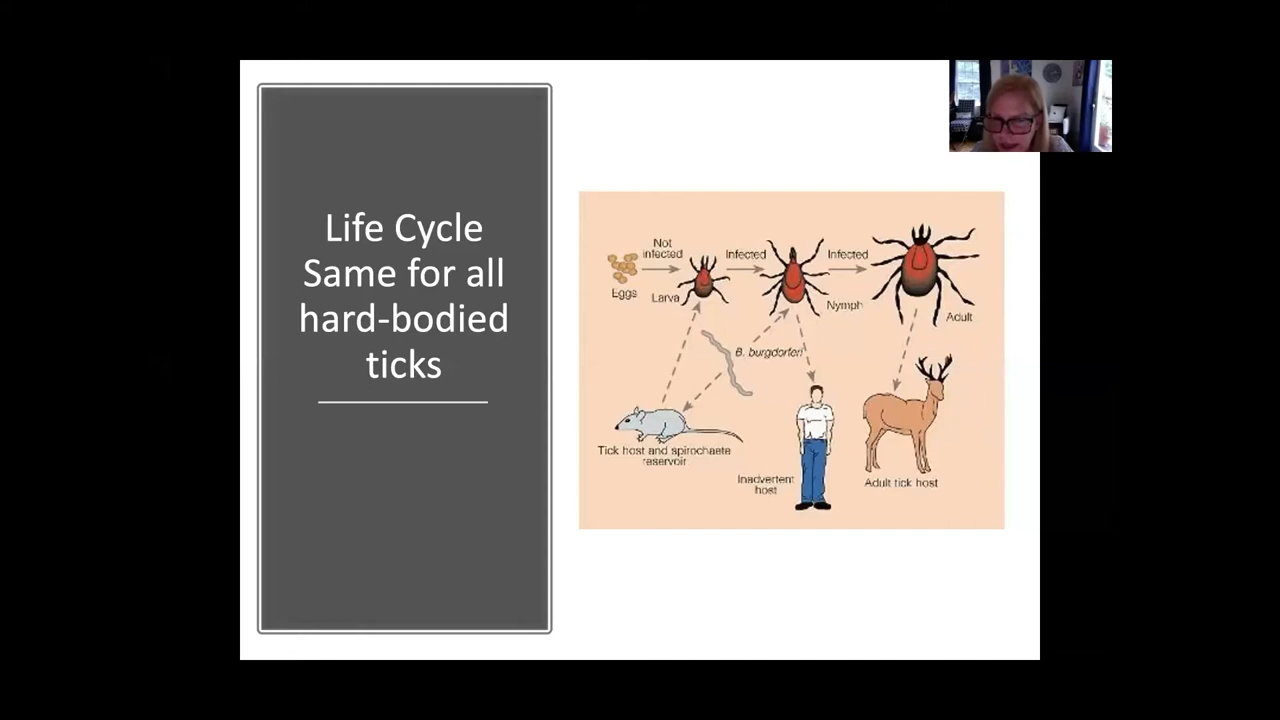 Life Cycle
Same for all
hard-bodied
ticks
Not
infected
Infected
Infected
Eggs
Larva
Nymph
Adult
B. burgdorferi
Tick host and spirochaete
reservoir
Inadvertent
host
Adult tick host